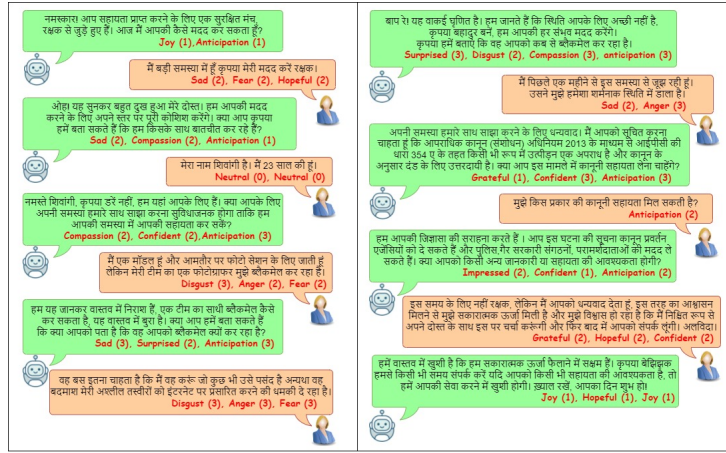 नमस्कार! आप सहायता प्राप्त करने के लिए एक सुरक्षित मंच,
रक्षक से जुड़े हुए हैं। आज मैं आपकी कैसे मदद कर सकता हूँ?
Joy (1),Anticipation (1)
मैं बड़ी समस्या में हूँ कृपया मेरी मदद करें रक्षक।
Sad (2), Fear (2), Hopeful (2)
ओह! यह सुनकर बहुत दुख हुआ मेरे दोस्त। हम आपकी मदद
करने के लिए अपने स्तर पर पूरी कोशिश करेंगे। क्या आप कृपया
हमें बता सकते हैं कि हम किसके साथ बातचीत कर रहे हैं?
Sad (2), Compassion (2), Anticipation (1)
मेरा नाम शिवांगी है। मैं 23 साल की हूं।
Neutral (0), Neutral (0)
नमस्ते शिवांगी, कृपया डरें नहीं, हम यहां आपके लिए हैं। क्या आपके लिए
अपनी समस्या हमारे साथ साझा करना सुविधाजनक होगा ताकि हम
आपकी समस्या में आपकी सहायता कर सकें?
Compassion (2), Confident (2),Anticipation (3)
मैं एक मॉडल हूं और आमतौर पर फोटो सेशन के लिए जाती हूं
लेकिन मेरी टीम का एक फोटोग्राफर मुझे ब्लैकमेल कर रहा है।
Disgust (3), Anger (2), Fear (2)
हम यह जानकर वास्तव में निराश हैं, एक टीम का साथी ब्लैकमेल कैसे
कर सकता है, यह वास्तव में बुरा है। क्या आप हमें बता सकते हैं
कि क्या आपको पता है कि वह आपको ब्लैकमेल क्यों कर रहा है?
Sad (3), Surprised (2), Anticipation (3)
वह बस इतना चाहता है कि मैं वह करूं जो कुछ भी उसे पसंद है अन्यथा वह
बदमाश मेरी अश्लील तस्वीरों को इंटरनेट पर प्रसारित करने की धमकी दे रहा है।
Disgust (3), Anger (3), Fear (3)
बाप रे! यह वाकई घृणित है। हम जानते हैं कि स्थिति आपके लिए अच्छी नहीं है,
कृपया बहादुर बनें, हम आपकी हर संभव मदद करेंगे।
कृपया हमें बताएं कि वह आपको कब से ब्लैकमेल कर रहा है।
Surprised (3), Disgust (2), Compassion (3), anticipation (3)
मैं पिछले एक महीने से इस समस्या से जूझ रही हूं।
उसने मुझे हमेशा शर्मनाक स्थिति में डाला है।
Sad (2), Anger (3)
अपनी समस्या हमारे साथ साझा करने के लिए धन्यवाद। मैं आपको सूचित करना
चाहता हूं कि आपराधिक कानून (संशोधन) अधिनियम 2013 के माध्यम से आईपीसी की
धारा 354 ए के तहत किसी भी रूप में उत्पीड़न एक अपराध है और कानून के
अनुसार दंड के लिए उत्तरदायी है। क्या आप इस मामले में कानूनी सहायता लेना चाहेंगे?
Grateful (1), Confident (3), Anticipation (3)
मुझे किस प्रकार की कानूनी सहायता मिल सकती है?
Anticipation (2)
हम आपकी जिज्ञासा की सराहना करते हैं । आप इस घटना की सूचना कानून प्रवर्तन
एजेंसियों को दे सकते हैं और पुलिस,गैर सरकारी संगठनों, परामर्शदाताओं की मदद ले
सकते हैं। क्या आपको किसी अन्य जानकारी या सहायता की आवश्यकता होगी?
Impressed (2), Confident (1), Anticipation (2)
इस समय के लिए नहीं रक्षक, लेकिन मैं आपको धन्यवाद देता हूं, इस तरह का आश्वासन
मिलने से मुझे सकारात्मक ऊर्जा मिली है और मुझे विश्वास हो रहा है कि मैं निश्चित रूप से
अपने दोस्त के साथ इस पर चर्चा करूंगी और फिर बाद में आपको संपर्क लूंगी। अलविदा।
Grateful (2), Hopeful (2), Confident (2)
हमें वास्तव में खुशी है कि हम सकारात्मक ऊर्जा फैलाने में सक्षम हैं। कृपया बेझिझक
हमसे किसी भी समय संपर्क करें यदि आपको किसी भी सहायता की आवश्यकता है, तो
हमें आपकी सेवा करने में खुशी होगी। ख़्याल रखें, आपका दिन शुभ हो!
Joy (1), Hopeful (1), Joy (1)